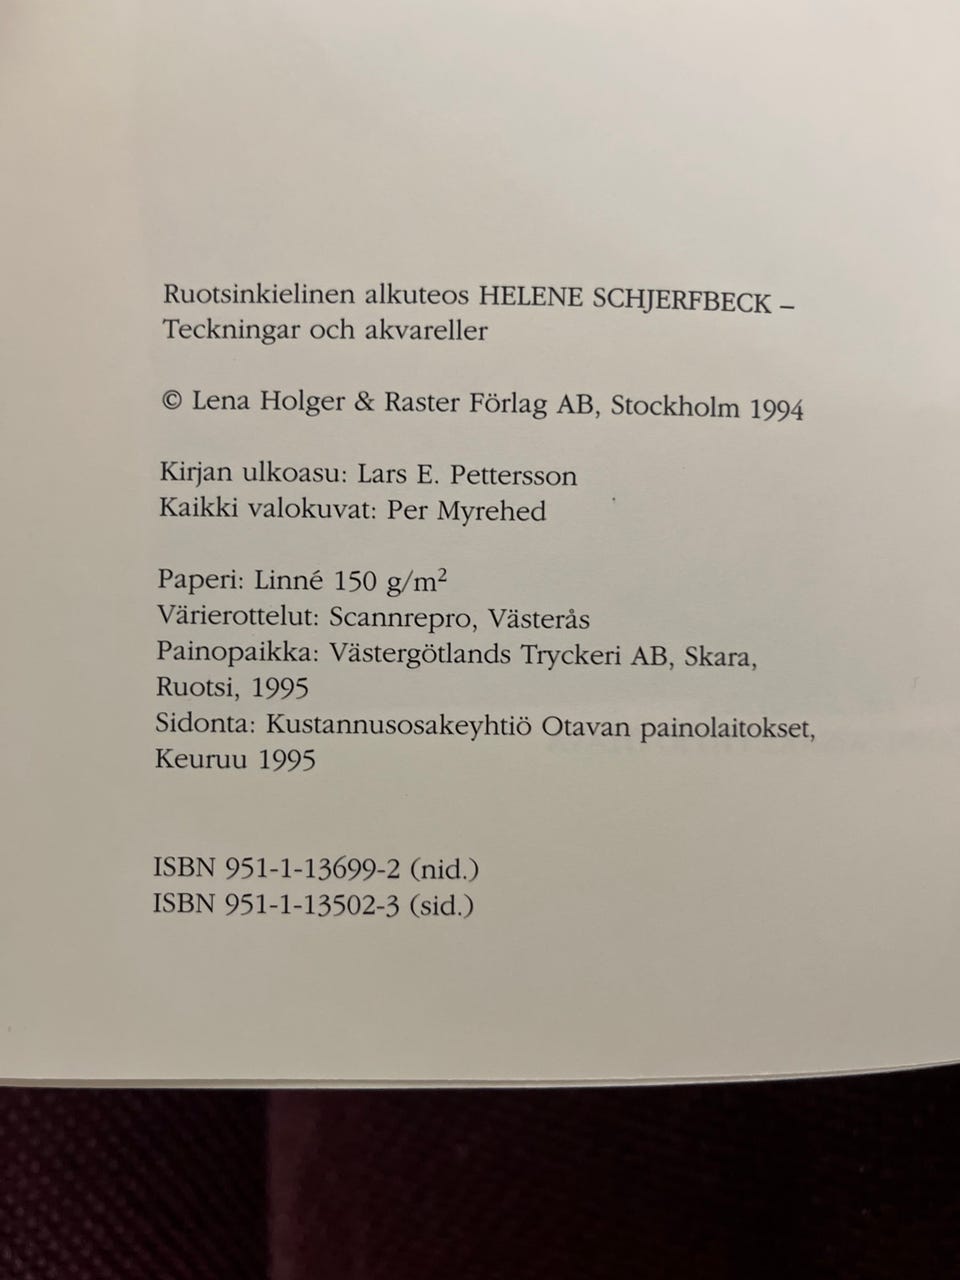 Ruotsinkielinen alkuteos HELENE SCHJERFBECK –
Teckningar och akvareller
© Lena Holger & Raster Förlag AB, Stockholm 1994
Kirjan ulkoasu: Lars E. Pettersson
Kaikki valokuvat: Per Myrehed
Paperi: Linné 150 g/m²
Värierottelut: Scannrepro, Västerås
Painopaikka: Västergötlands Tryckeri AB, Skara,
Ruotsi, 1995
Sidonta: Kustannusosakeyhtiö Otavan painolaitokset,
Keuruu 1995
ISBN 951-1-13699-2 (nid.)
ISBN 951-1-13502-3 (sid.)